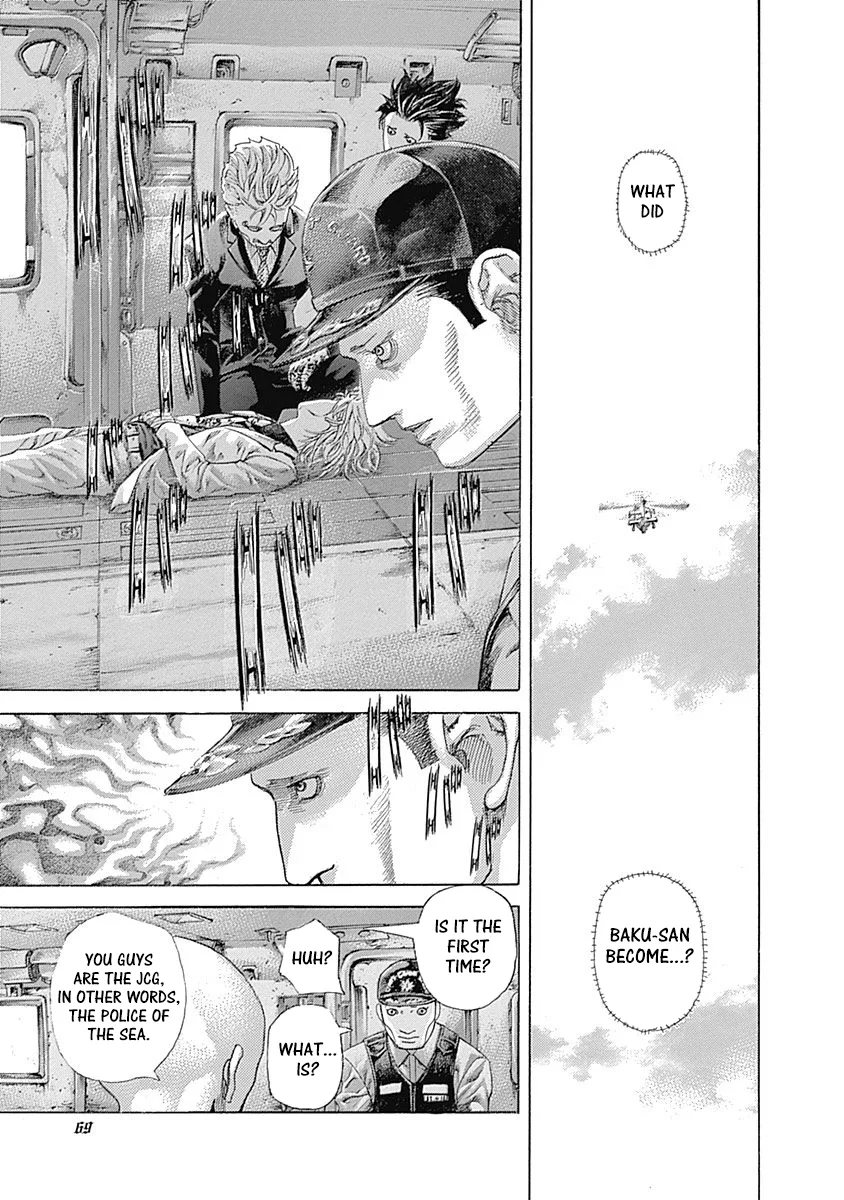 WHAT
DID
BAKU-SAN
BECOME...?
GUARD
IS IT THE
FIRST
TIME?
HUH?
WHAT...
IS?
YOU GUYS
ARE THE JCG,
IN OTHER WORDS,
THE POLICE OF
THE SEA.
69